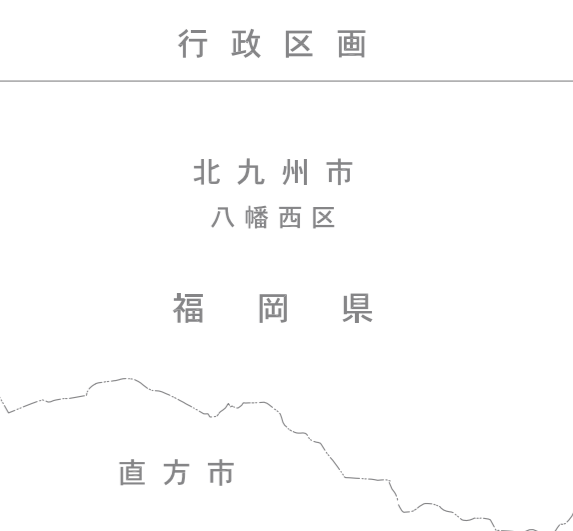 行政区画
北九州市
八幡西区
福岡県
直方市